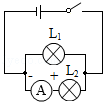 L₁
- + L₂
A